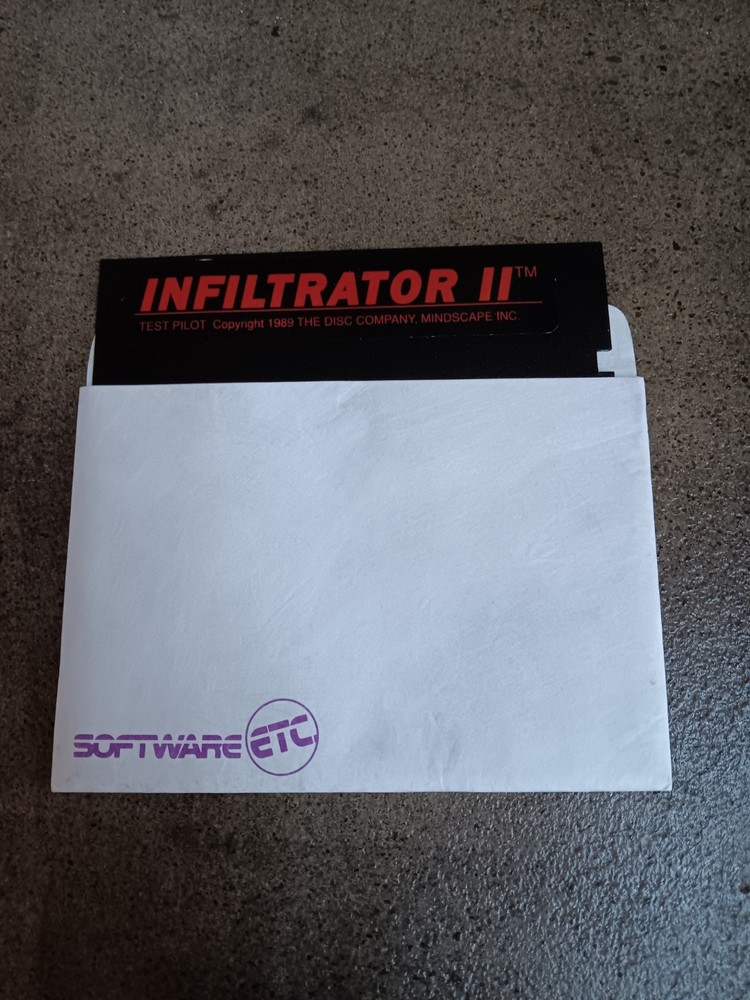 INFILTRATOR II™
TEST PILOT Copyright 1989 THE DISC COMPANY, MINDSCAPE INC.
SOFTWARE ETC.